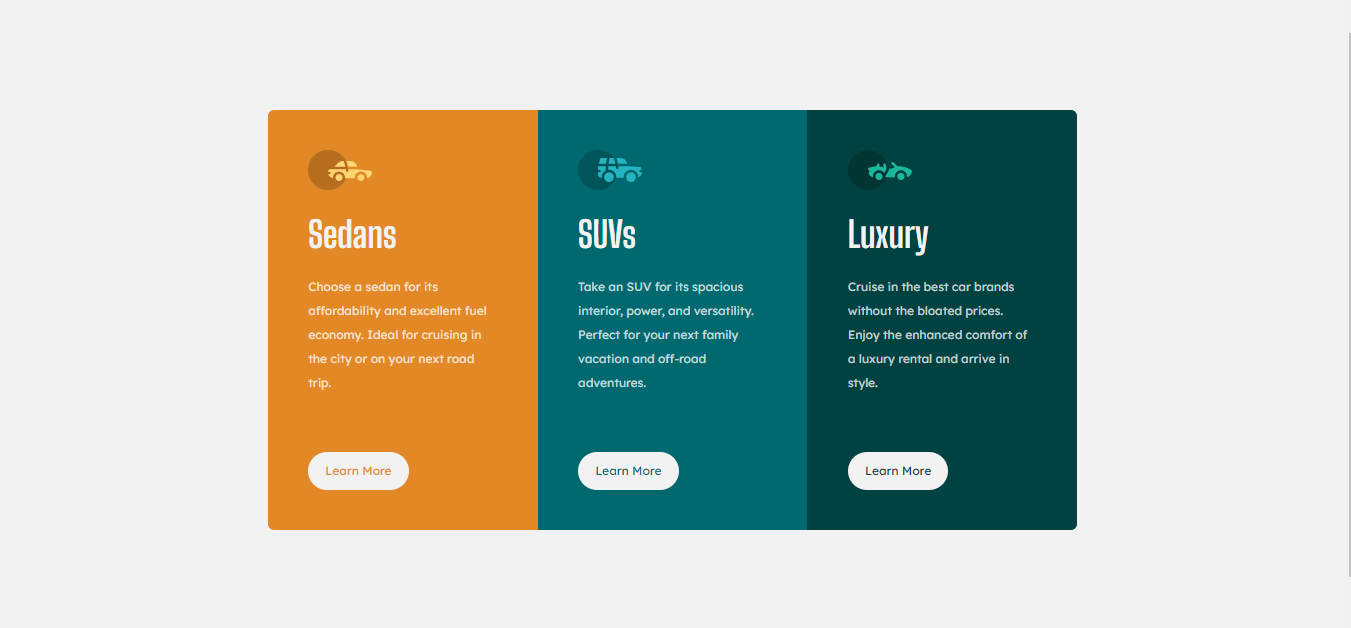 Sedans
Choose a sedan for its
affordability and excellent fuel
economy. Ideal for cruising in
the city or on your next road
trip.
Learn More
SUVs
Take an SUV for its spacious
interior, power, and versatility.
Perfect for your next family
vacation and off-road
adventures.
Learn More
Luxury
Cruise in the best car brands
without the bloated prices.
Enjoy the enhanced comfort of
a luxury rental and arrive in
style.
Learn More